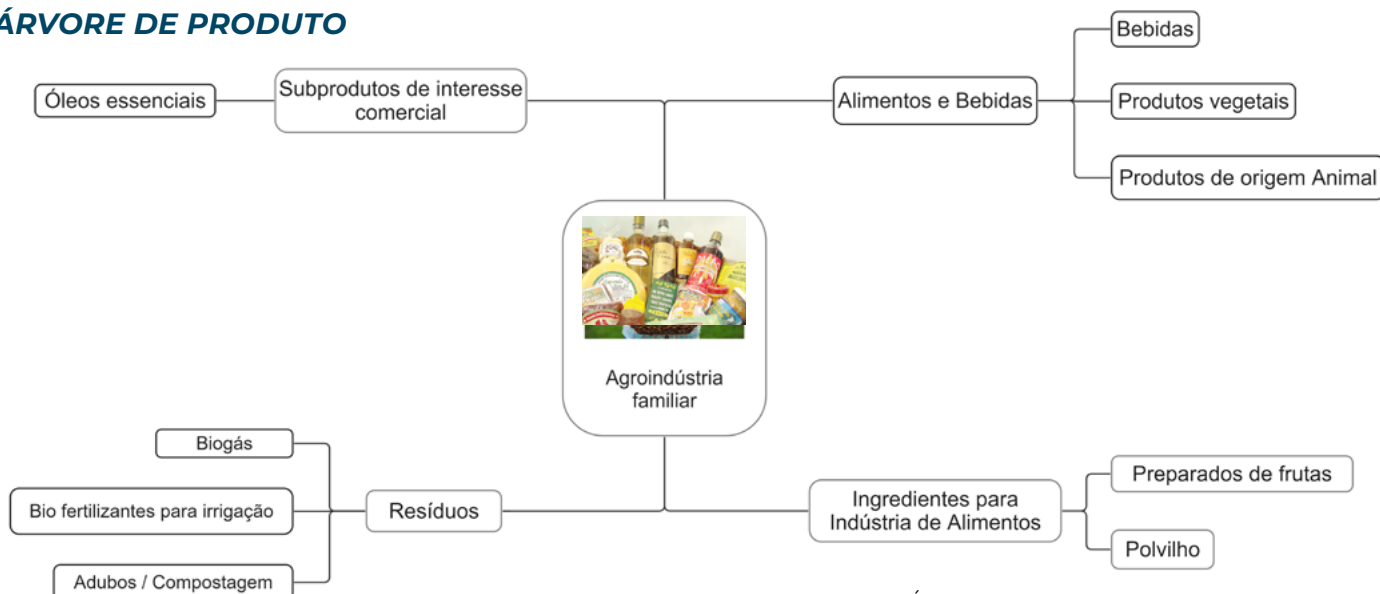 ÁRVORE DE PRODUTO
Óleos essenciais
Subprodutos de interesse
comercial
Alimentos e Bebidas
Bebidas
Produtos vegetais
Produtos de origem Animal
Agroindústria
familiar
Biogás
Bio fertilizantes para irrigação
Adubos / Compostagem
Resíduos
Ingredientes para
Indústria de Alimentos
Preparados de frutas
Polvilho